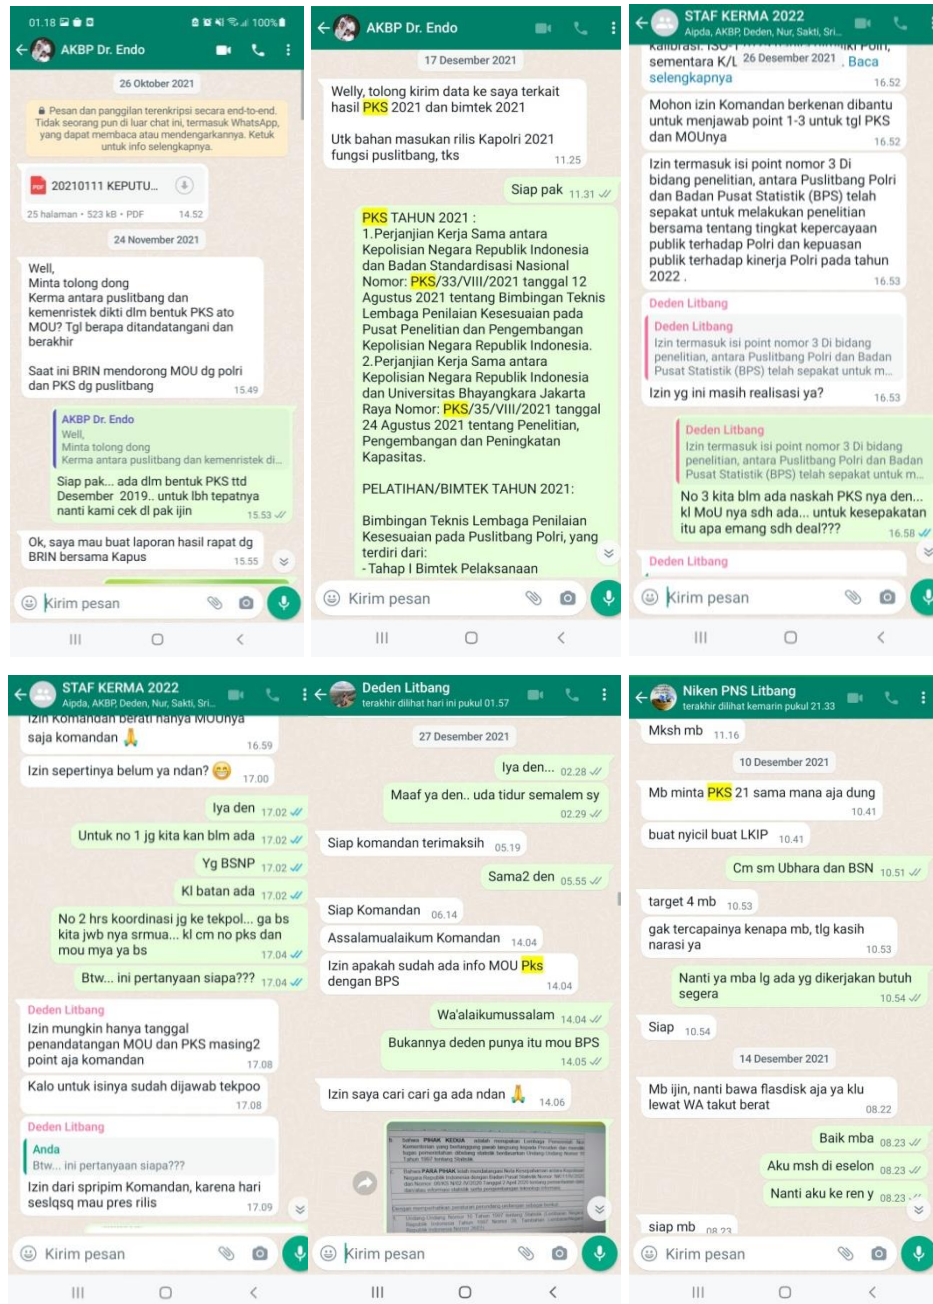 01.18
100%
AKBP Dr. Endo
26 Oktober 2021
Pesan dan panggilan terenkripsi secara end-to-end.
Tidak seorang pun di luar chat ini, termasuk WhatsApp,
yang dapat membaca atau mendengarkannya. Ketuk
untuk info selengkapnya.
PDF
20210111 KEPUTU...
25 halaman • 523 kB • PDF 14.52
24 November 2021
Well,
Minta tolong dong
Kerma antara puslitbang dan
kemenristek dikti dlm bentuk PKS ato
MOU? Tgl berapa ditandatangani dan
berakhir
Saat ini BRIN mendorong MOU dg polri
dan PKS dg puslitbang 15.49
AKBP Dr. Endo
Well,
Minta tolong dong
Kerma antara puslitbang dan kemenristek di...
Siap pak... ada dlm bentuk PKS ttd
Desember 2019.. untuk lbh tepatnya
nanti kami cek dl pak ijin 15.53
Ok, saya mau buat laporan hasil rapat dg
BRIN bersama Kapus 15.55
Kirim pesan
AKBP Dr. Endo
17 Desember 2021
Welly, tolong kirim data ke saya terkait
hasil PKS 2021 dan bimtek 2021
Utk bahan masukan rilis Kapolri 2021
fungsi puslitbang, tks 11.25
Siap pak 11.31
PKS TAHUN 2021 :
1.Perjanjian Kerja Sama antara
Kepolisian Negara Republik Indonesia
dan Badan Standardisasi Nasional
Nomor: PKS/33/VIII/2021 tanggal 12
Agustus 2021 tentang Bimbingan Teknis
Lembaga Penilaian Kesesuaian pada
Pusat Penelitian dan Pengembangan
Kepolisian Negara Republik Indonesia.
2.Perjanjian Kerja Sama antara
Kepolisian Negara Republik Indonesia
dan Universitas Bhayangkara Jakarta
Raya Nomor: PKS/35/VIII/2021 tanggal
24 Agustus 2021 tentang Penelitian,
Pengembangan dan Peningkatan
Kapasitas.
PELATIHAN/BIMTEK TAHUN 2021:
Bimbingan Teknis Lembaga Penilaian
Kesesuaian pada Puslitbang Polri, yang
terdiri dari:
- Tahap I Bimtek Pelaksanaan
Kirim pesan
STAF KERMA 2022
Aipda, AKBP, Deden, Nur, Sakti, Sri...
26 Desember 2021
sementara K/L . Baca
selengkapnya 16.52
Mohon izin Komandan berkenan dibantu
untuk menjawab point 1-3 untuk tgl PKS
dan MOUnya 16.52
Izin termasuk isi point nomor 3 Di
bidang penelitian, antara Puslitbang Polri
dan Badan Pusat Statistik (BPS) telah
sepakat untuk melakukan penelitian
bersama tentang tingkat kepercayaan
publik terhadap Polri dan kepuasan
publik terhadap kinerja Polri pada tahun
2022 . 16.53
Deden Litbang
Deden Litbang
Izin termasuk isi point nomor 3 Di bidang
penelitian, antara Puslitbang Polri dan Badan
Pusat Statistik (BPS) telah sepakat untuk m...
Izin yg ini masih realisasi ya? 16.53
Deden Litbang
Izin termasuk isi point nomor 3 Di bidang
penelitian, antara Puslitbang Polri dan Badan
Pusat Statistik (BPS) telah sepakat untuk m...
No 3 kita blm ada naskah PKS nya den...
kl MoU nya sdh ada... untuk kesepakatan
itu apa emang sdh deal??? 16.58
Deden Litbang
Kirim pesan
STAF KERMA 2022
Aipda, AKBP, Deden, Nur, Sakti, Sri...
Izin Komandan berati hanya MOUnya
saja komandan 🙏 16.59
Izin sepertinya belum ya ndan? 😁 17.00
Iya den 17.02
Untuk no 1 jg kita kan blm ada 17.02
Yg BSNP 17.02
Kl batan ada 17.02
No 2 hrs koordinasi jg ke tekpol... ga bs
kita jwb nya srmua... kl cm no pks dan
mou mya ya bs 17.04
Btw... ini pertanyaan siapa??? 17.04
Deden Litbang
Izin mungkin hanya tanggal
penandatangan MOU dan PKS masing2
point aja komandan 17.08
Kalo untuk isinya sudah dijawab tekpoo
17.08
Deden Litbang
Anda
Btw... ini pertanyaan siapa???
Izin dari spripim Komandan, karena hari
seslqsq mau pres rilis 17.09
Kirim pesan
Deden Litbang
terakhir dilihat hari ini pukul 01.57
27 Desember 2021
Iya den... 02.28
Maaf ya den.. uda tidur semalem sy
02.29
Siap komandan terimaksih 05.19
Sama2 den 05.55
Siap Komandan 06.14
Assalamualaikum Komandan 14.04
Izin apakah sudah ada info MOU Pks
dengan BPS 14.04
Wa'alaikumussalam 14.04
Bukannya deden punya itu mou BPS
14.05
Izin saya cari cari ga ada ndan 🙏 14.06
Kirim pesan
Niken PNS Litbang
terakhir dilihat kemarin pukul 21.33
Mksh mb 11.16
10 Desember 2021
Mb minta PKS 21 sama mana aja dung
10.41
buat nyicil buat LKIP 10.41
Cm sm Ubhara dan BSN 10.51
target 4 mb 10.53
gak tercapainya kenapa mb, tlg kasih
narasi ya 10.53
Nanti ya mba lg ada yg dikerjakan butuh
segera 10.54
Siap 10.54
14 Desember 2021
Mb ijin, nanti bawa flasdisk aja ya klu
lewat WA takut berat 08.22
Baik mba 08.23
Aku msh di eselon 08.23
Nanti aku ke ren y 08.23
siap mb 08.23
Kirim pesan